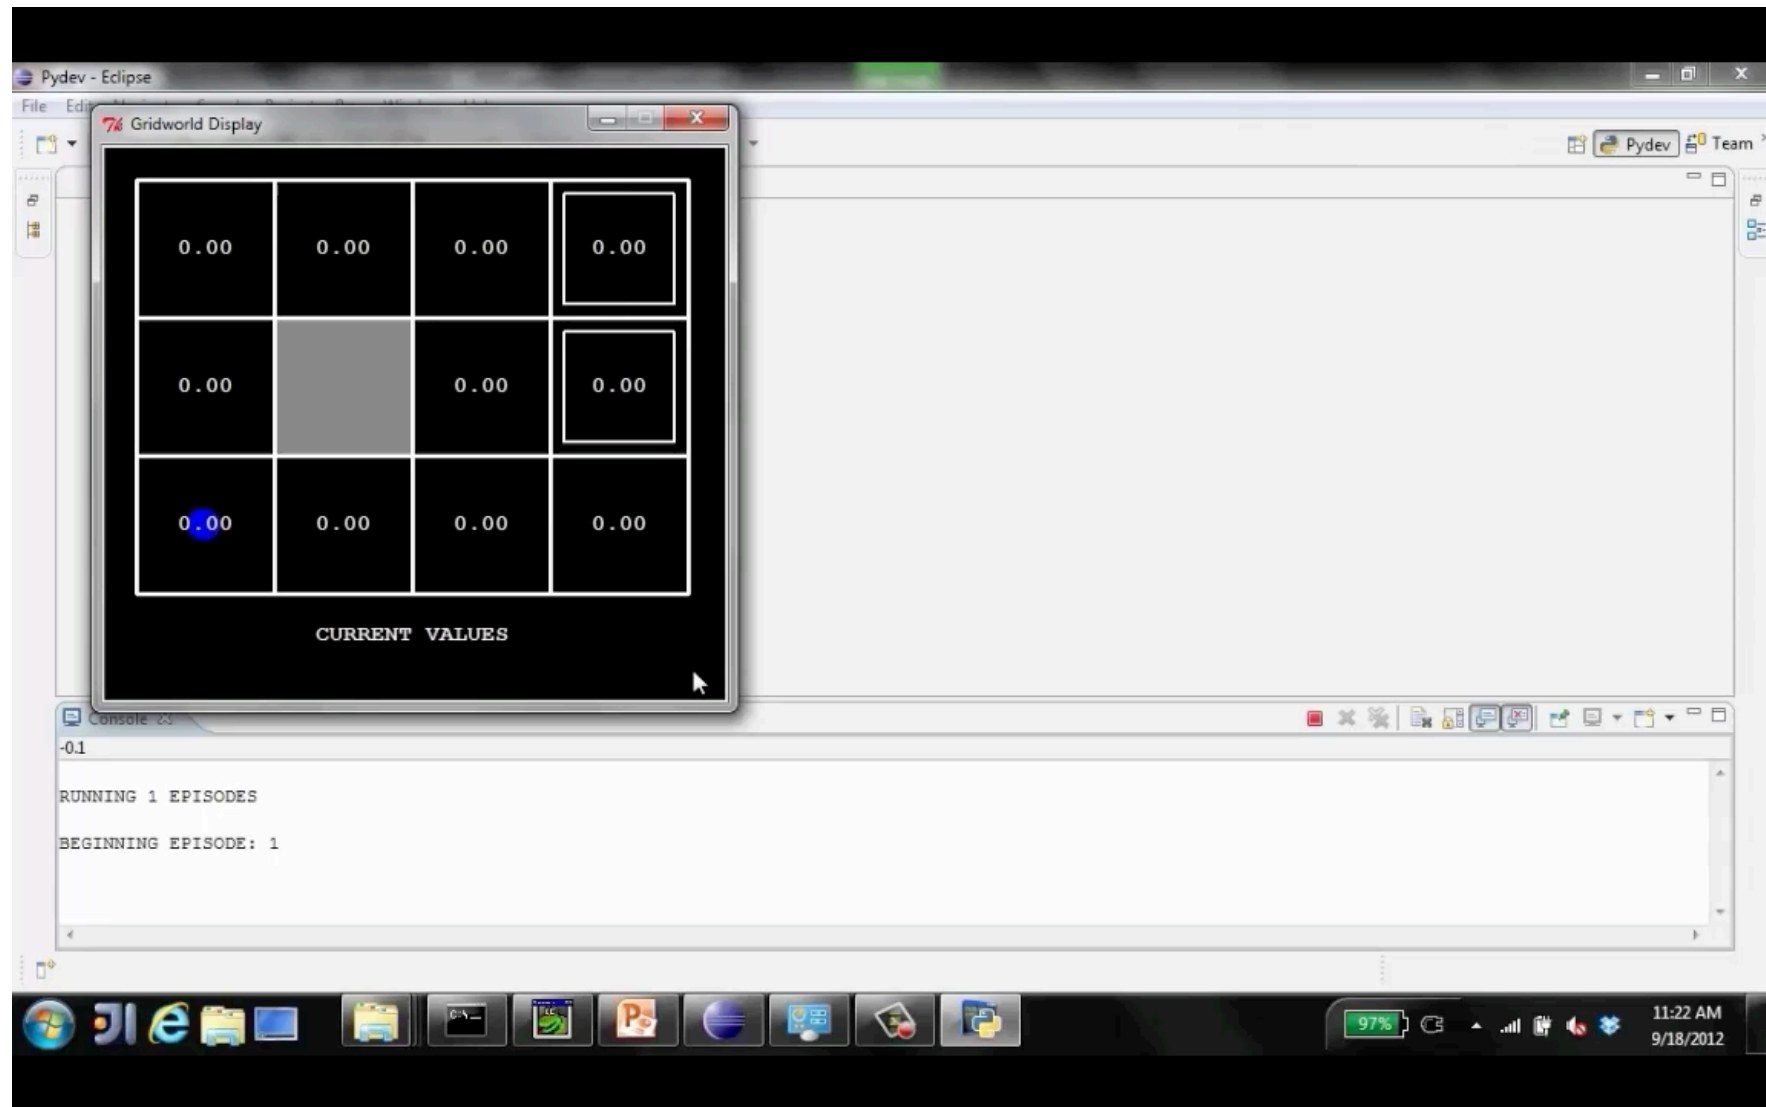 Pydev - Eclipse
File
Gridworld Display
Pydev
Team
0.00 0.00 0.00 0.00
0.00 0.00 0.00
0.00 0.00 0.00 0.00
CURRENT VALUES
Console
-0.1
RUNNING 1 EPISODES
BEGINNING EPISODE: 1
97%
11:22 AM
9/18/2012